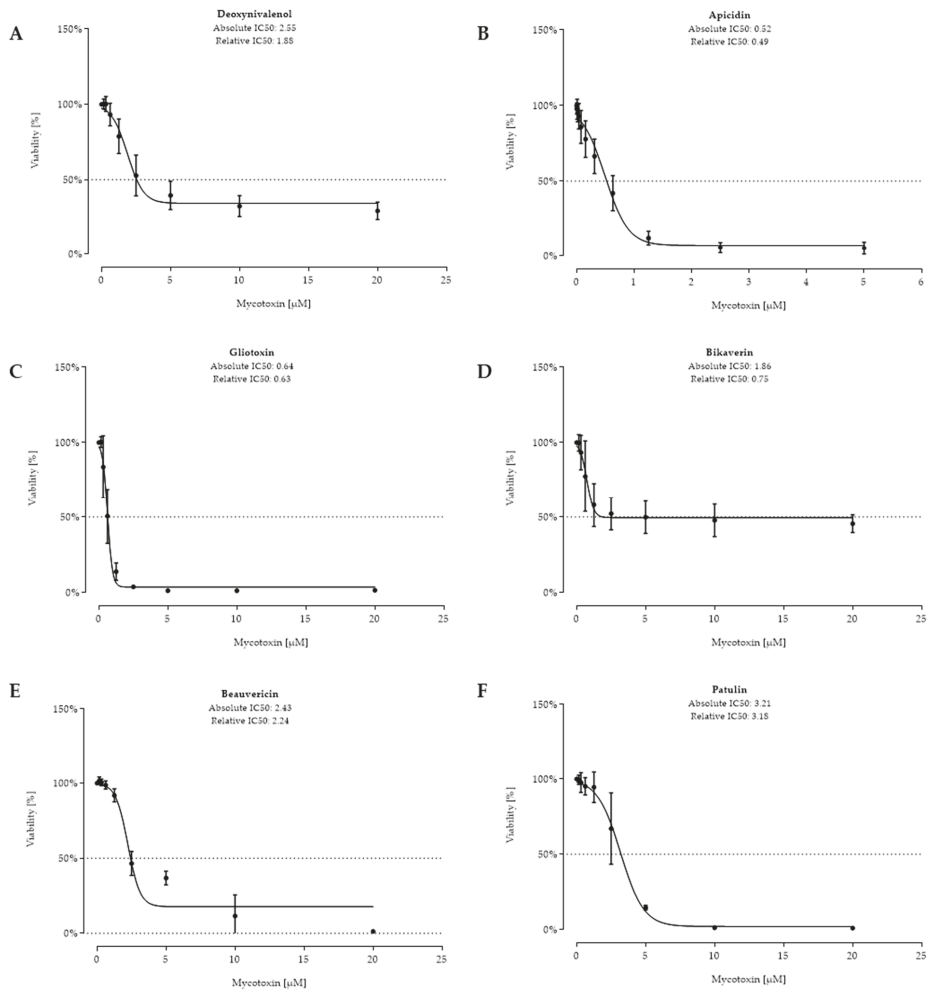 A
Deoxynivalenol
Absolute IC50: 2.55
Relative IC50: 1.88
150%
100%
50%
0%
Viability [%]
0 5 10 15 20 25
Mycotoxin [µM]
B
Apicidin
Absolute IC50: 0.52
Relative IC50: 0.49
150%
100%
50%
0%
Viability [%]
0 1 2 3 4 5 6
Mycotoxin [µM]
C
Gliotoxin
Absolute IC50: 0.64
Relative IC50: 0.63
150%
100%
50%
0%
Viability [%]
0 5 10 15 20 25
Mycotoxin [µM]
D
Bikaverin
Absolute IC50: 1.86
Relative IC50: 0.75
150%
100%
50%
0%
Viability [%]
0 5 10 15 20 25
Mycotoxin [µM]
E
Beauvericin
Absolute IC50: 2.43
Relative IC50: 2.24
150%
100%
50%
0%
Viability [%]
0 5 10 15 20 25
Mycotoxin [µM]
F
Patulin
Absolute IC50: 3.21
Relative IC50: 3.18
150%
100%
50%
0%
Viability [%]
0 5 10 15 20 25
Mycotoxin [µM]